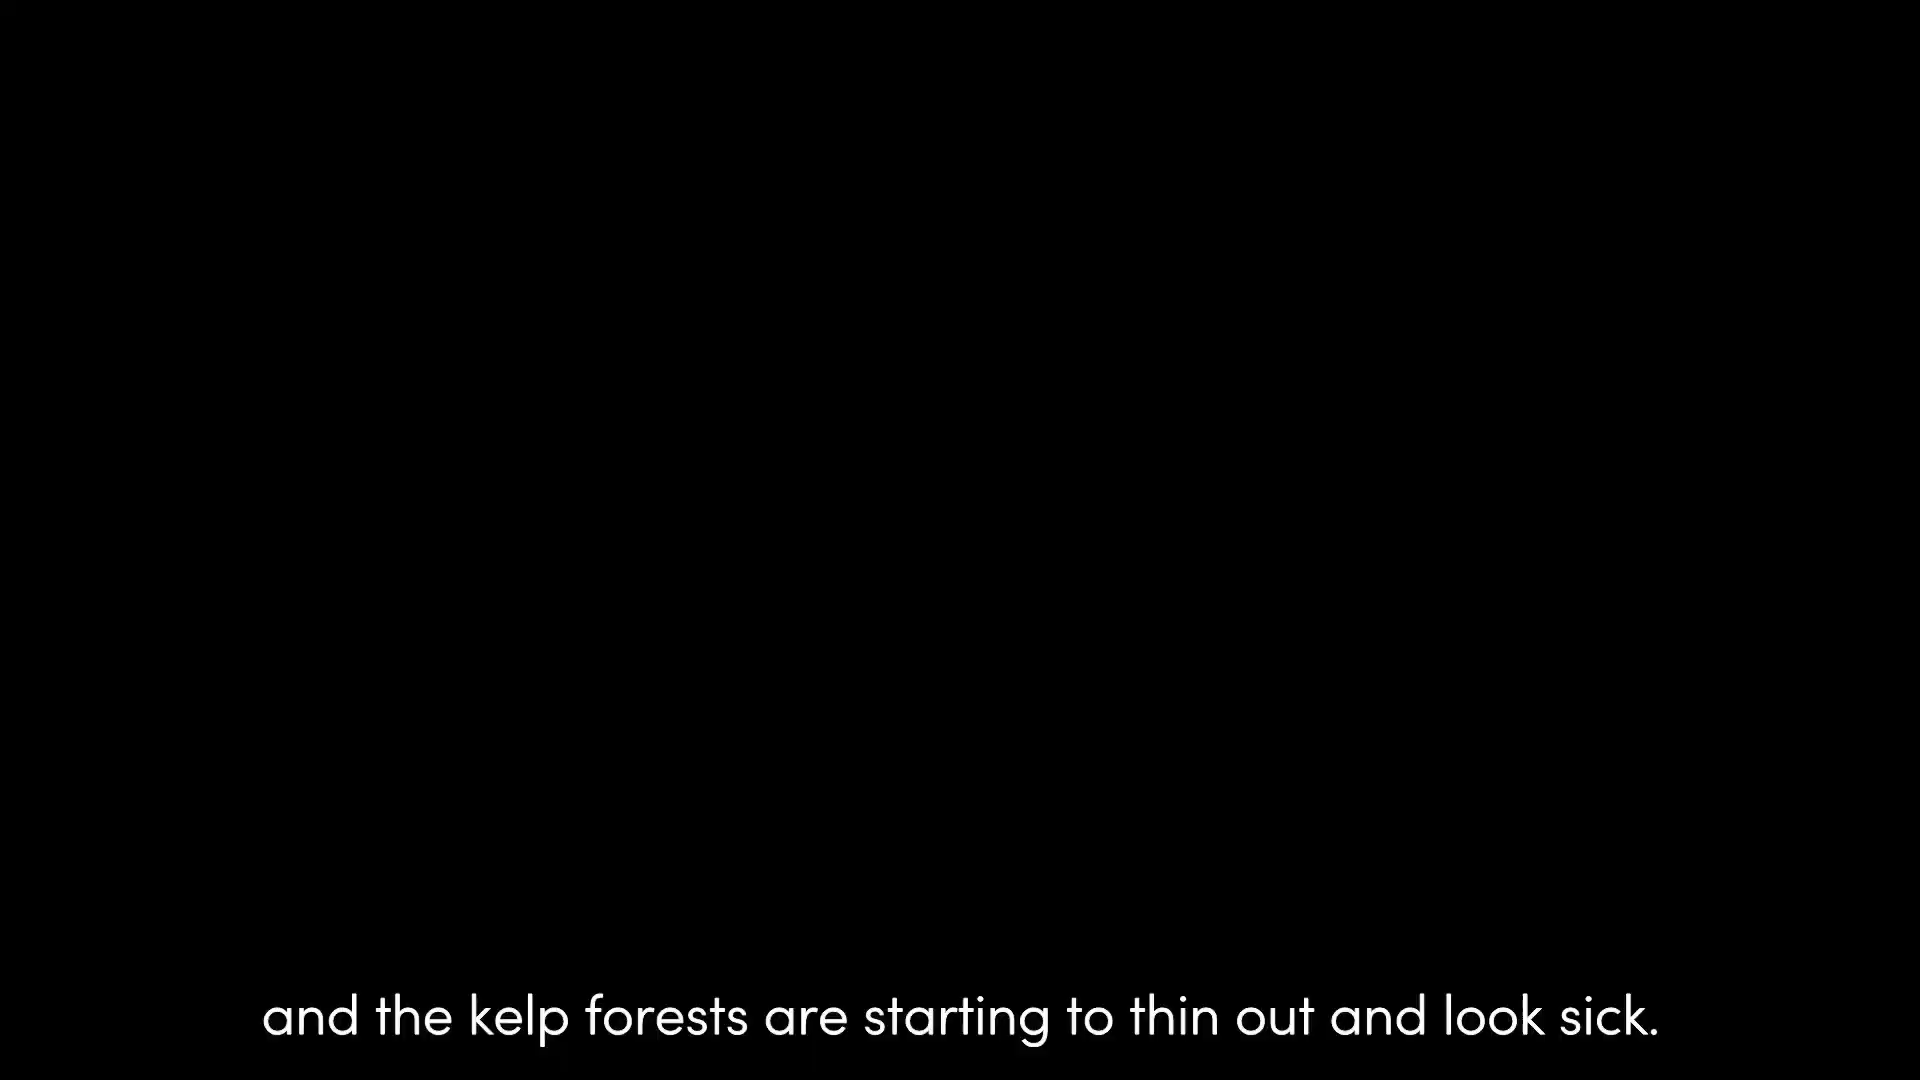 and the kelp forests are starting to thin out and look sick.